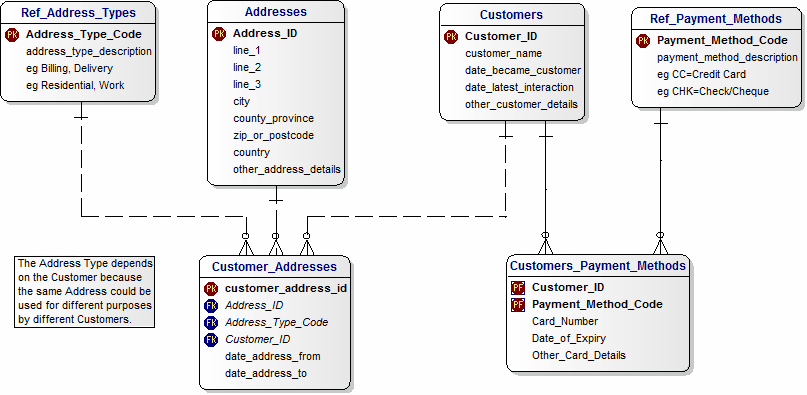 Ref_Address_Types
PK Address_Type_Code
address_type_description
eg Billing, Delivery
eg Residential, Work
Addresses
PK Address_ID
line_1
line_2
line_3
city
county_province
zip_or_postcode
country
other_address_details
Customers
PK Customer_ID
customer_name
date_became_customer
date_latest_interaction
other_customer_details
Ref_Payment_Methods
PK Payment_Method_Code
payment_method_description
eg CC=Credit Card
eg CHK=Check/Cheque
The Address Type depends
on the Customer because
the same Address could be
used for different purposes
by different Customers.
Customer_Addresses
PK customer_address_id
FK Address_ID
FK Address_Type_Code
FK Customer_ID
date_address_from
date_address_to
Customers_Payment_Methods
PF Customer_ID
PF Payment_Method_Code
Card_Number
Date_of_Expiry
Other_Card_Details